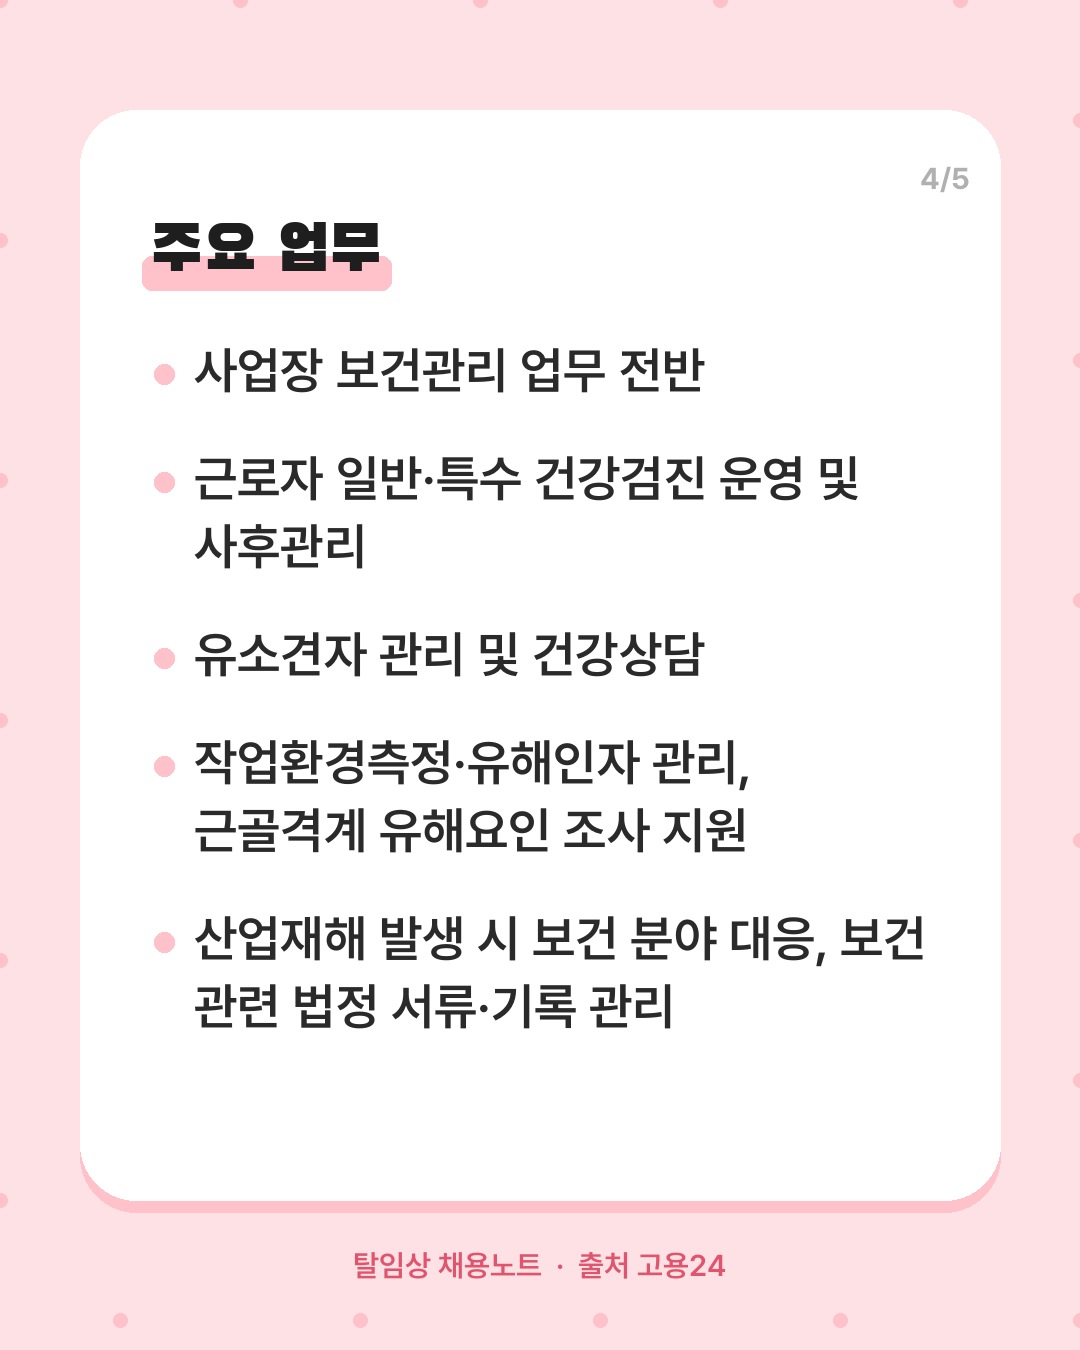 4/5
주요 업무
사업장 보건관리 업무 전반
근로자 일반·특수 건강검진 운영 및
사후관리
유소견자 관리 및 건강상담
작업환경측정·유해인자 관리,
근골격계 유해요인 조사 지원
산업재해 발생 시 보건 분야 대응, 보건
관련 법정 서류·기록 관리
탈임상 채용노트 · 출처 고용24